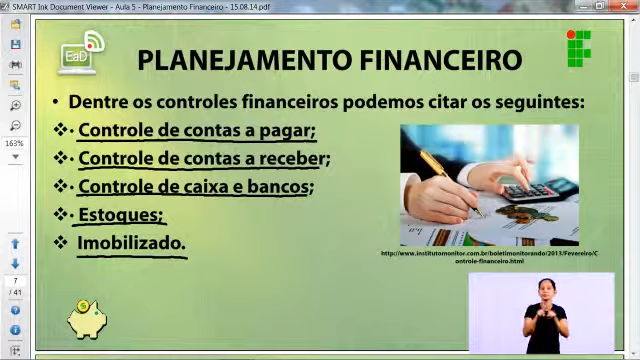 SMART Ink Document Viewer - Aula 5 - Planejamento Financeiro - 15.08.14.pdf
EaD
PLANEJAMENTO FINANCEIRO
• Dentre os controles financeiros podemos citar os seguintes:
❖• Controle de contas a pagar;
❖• Controle de contas a receber;
❖• Controle de caixa e bancos;
❖• Estoques;
❖ Imobilizado.
163%
http://www.institutomonitor.com.br/boletimonitorando/2013/Fevereiro/C
ontrole-financeiro.html
7
/ 41